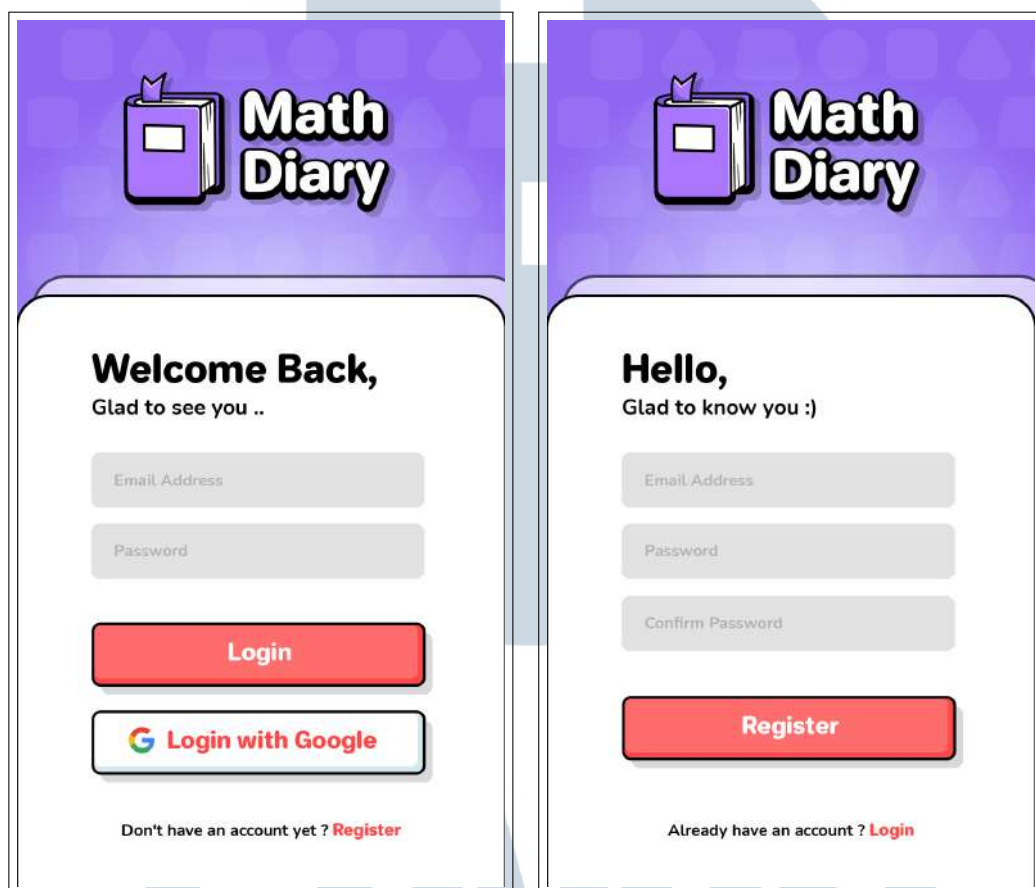 Math
Diary
Welcome Back,
Glad to see you ..
Email Address
Password
Login
Login with Google
Don't have an account yet ? Register
Math
Diary
Hello,
Glad to know you :)
Email Address
Password
Confirm Password
Register
Already have an account ? Login